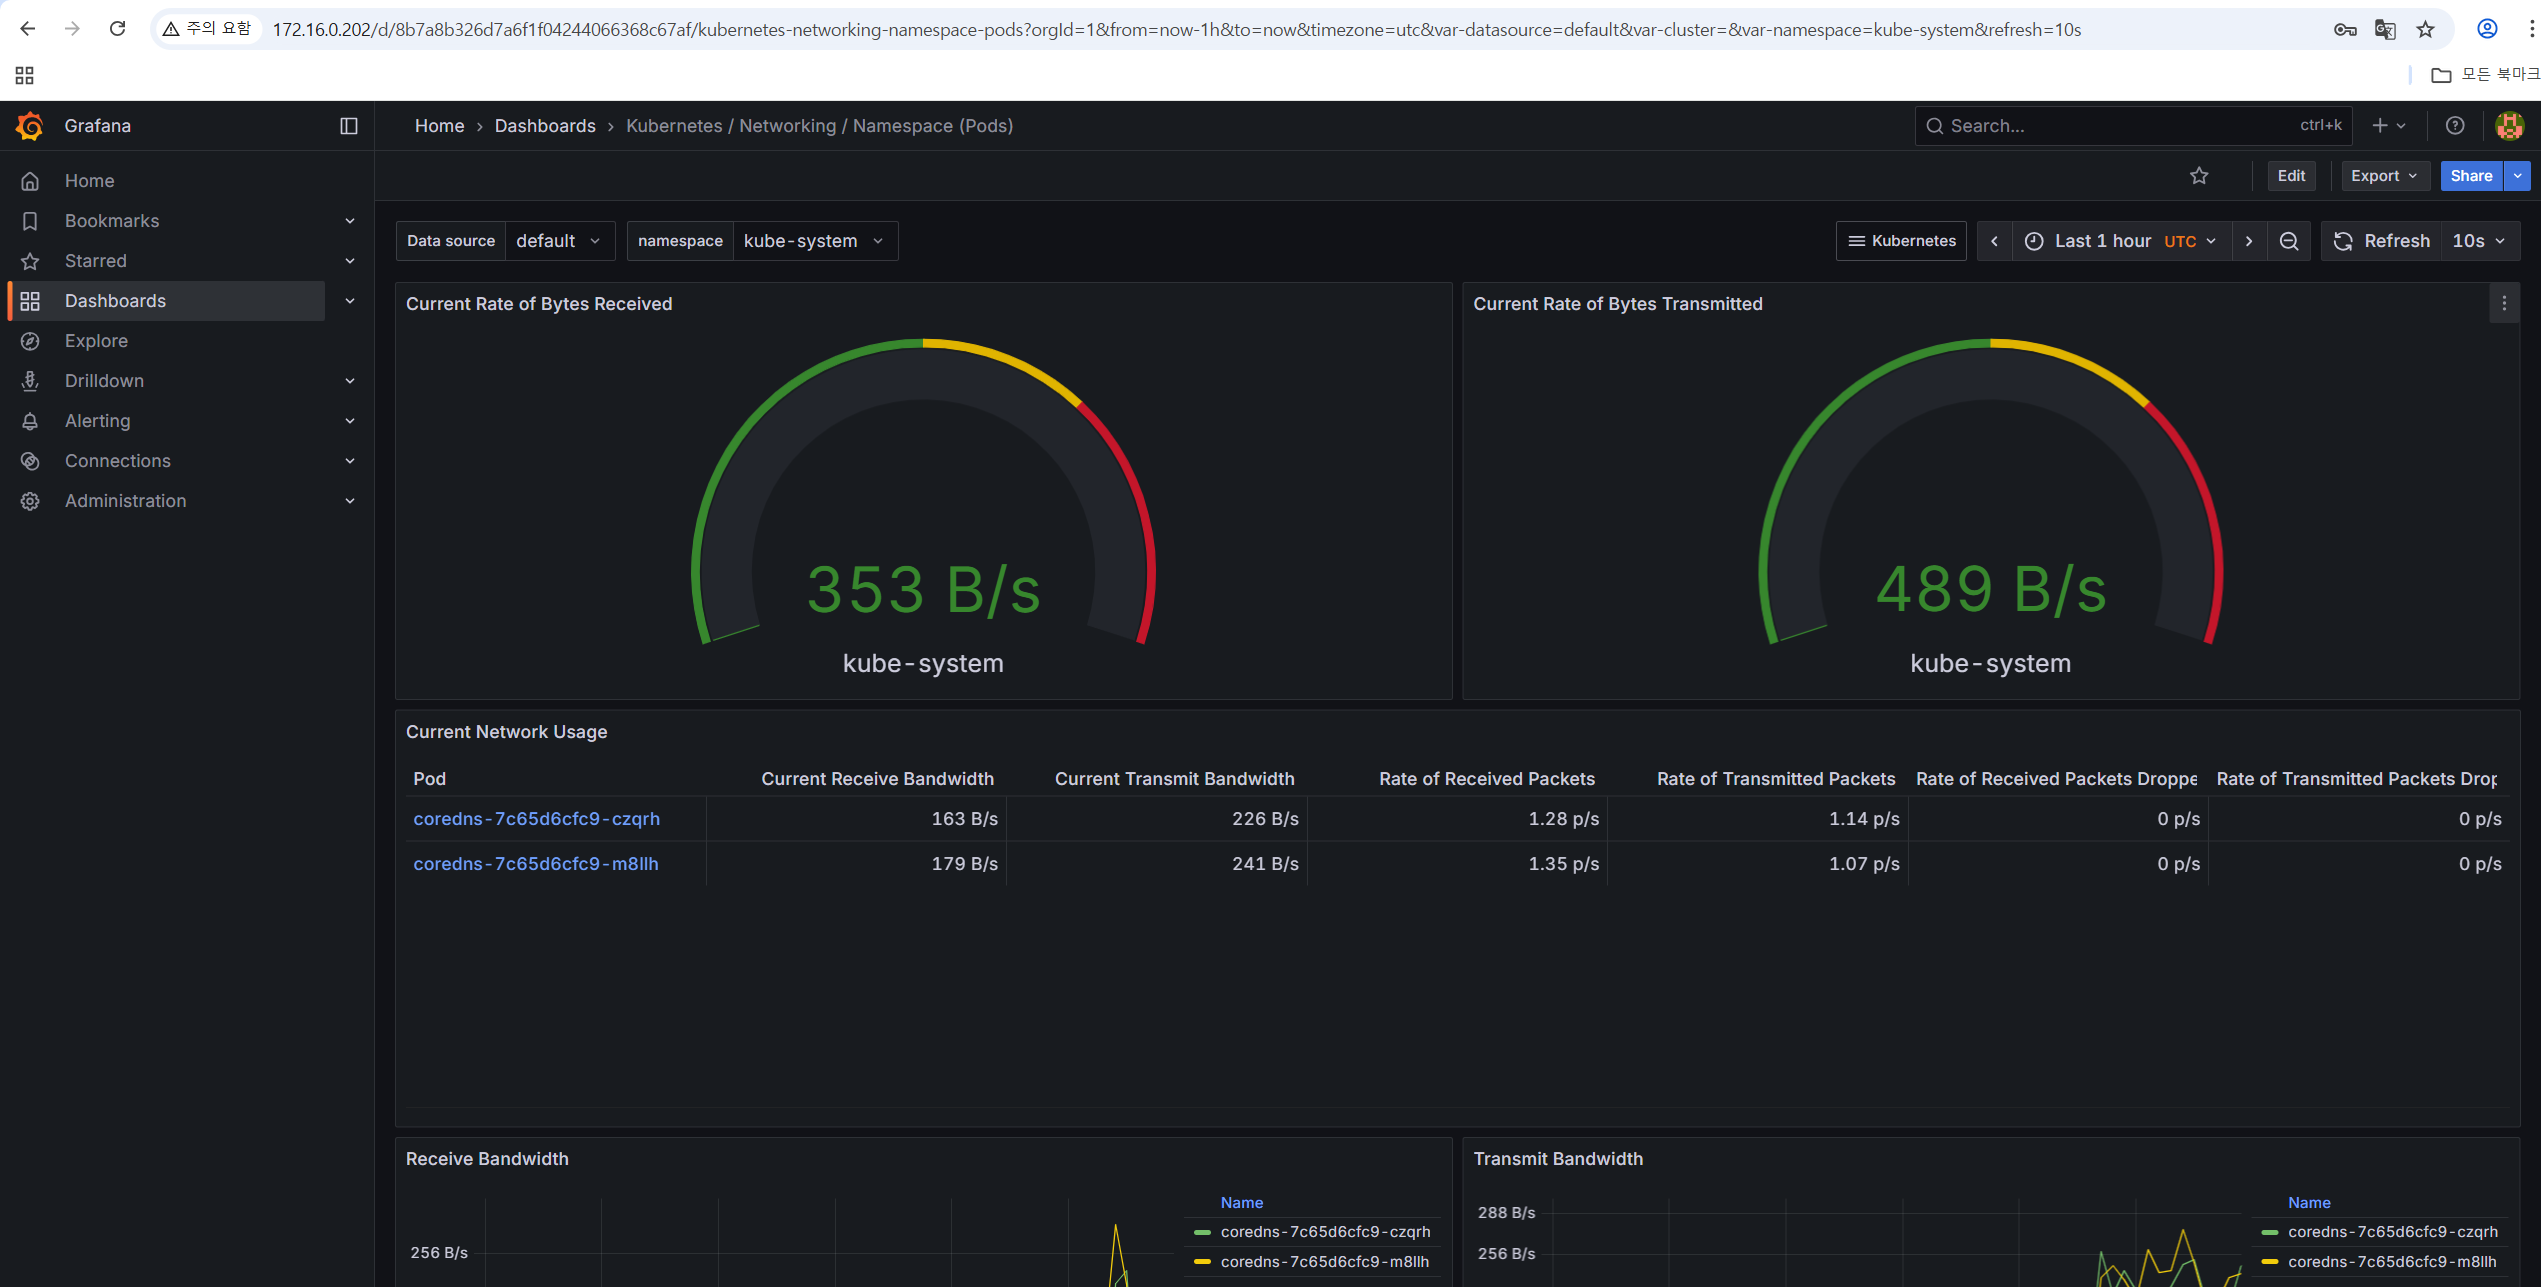 주의 요함
172.16.0.202/d/8b7a8b326d7a6f1f04244066368c67af/kubernetes-networking-namespace-pods?orgId=1&from=now-1h&to=now&timezone=utc&var-datasource=default&var-cluster=&var-namespace=kube-system&refresh=10s
모든 북마크
Grafana
Home › Dashboards › Kubernetes / Networking / Namespace (Pods)
Search... ctrl+k
Home
Bookmarks
Starred
Dashboards
Explore
Drilldown
Alerting
Connections
Administration
Edit Export Share
Data source default namespace kube-system
Kubernetes Last 1 hour UTC Refresh 10s
Current Rate of Bytes Received
353 B/s
kube-system
Current Rate of Bytes Transmitted
489 B/s
kube-system
Current Network Usage
Pod Current Receive Bandwidth Current Transmit Bandwidth Rate of Received Packets Rate of Transmitted Packets Rate of Received Packets Droppe Rate of Transmitted Packets Drop
coredns-7c65d6cfc9-czqrh 163 B/s 226 B/s 1.28 p/s 1.14 p/s 0 p/s 0 p/s
coredns-7c65d6cfc9-m8llh 179 B/s 241 B/s 1.35 p/s 1.07 p/s 0 p/s 0 p/s
Receive Bandwidth
256 B/s
Name
coredns-7c65d6cfc9-czqrh
coredns-7c65d6cfc9-m8llh
Transmit Bandwidth
288 B/s
256 B/s
Name
coredns-7c65d6cfc9-czqrh
coredns-7c65d6cfc9-m8llh